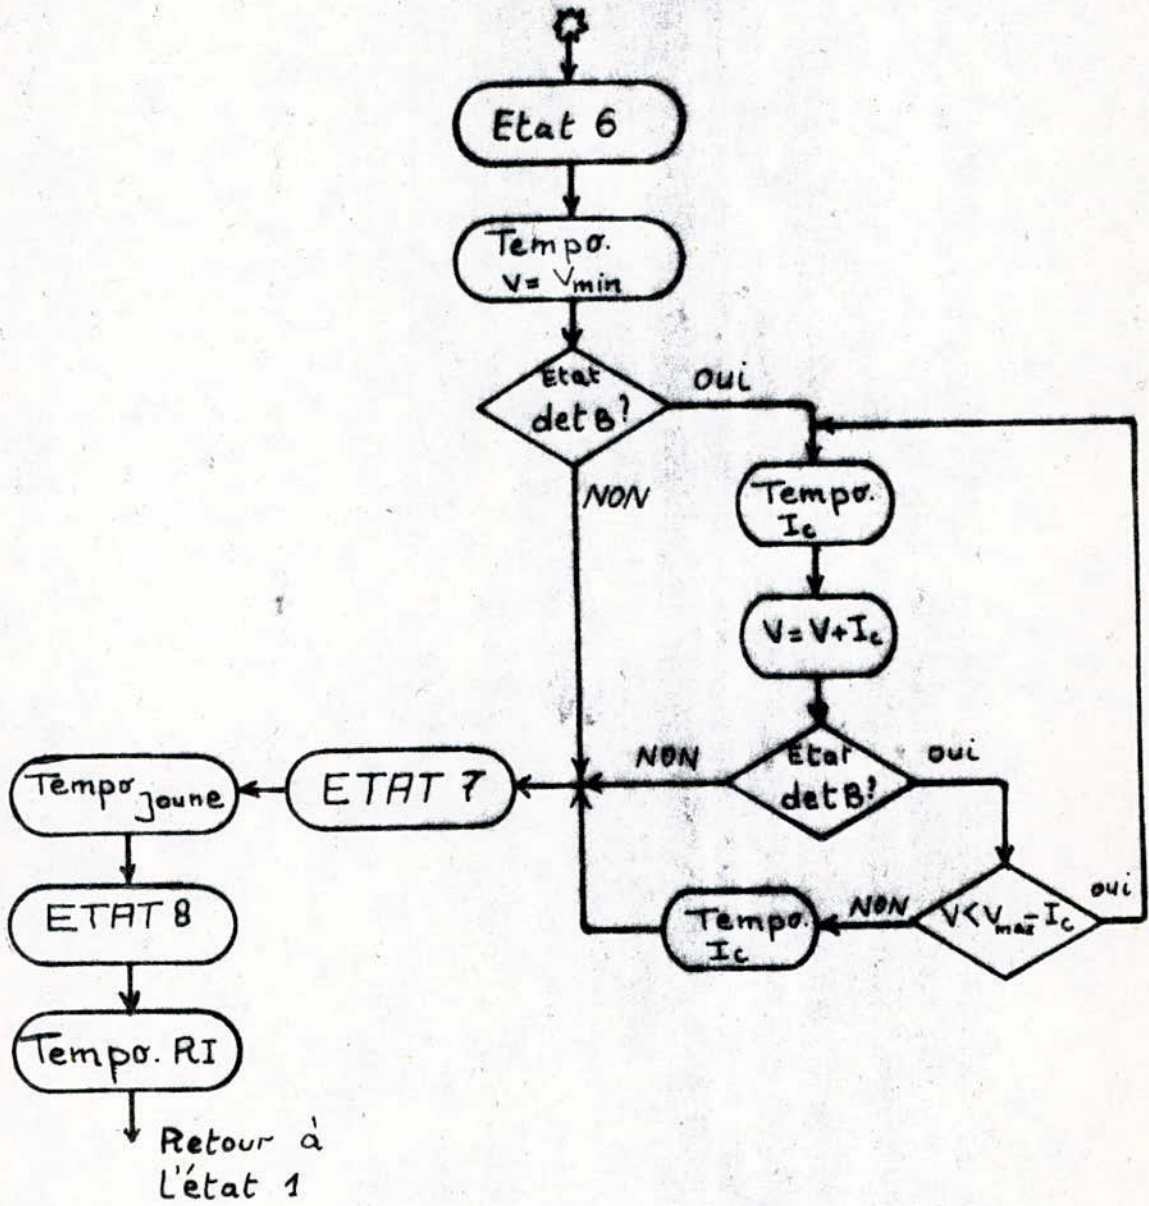 Etat 6
Tempo.
V = Vmin
Etat
det B?
OUI
NON
Tempo.
Ic
V = V + Ic
Etat
det B?
NON
oui
V < Vmax - Ic
oui
NON
Tempo.
Ic
ETAT 7
Tempo joune
ETAT 8
Tempo. RI
Retour à
l'état 1